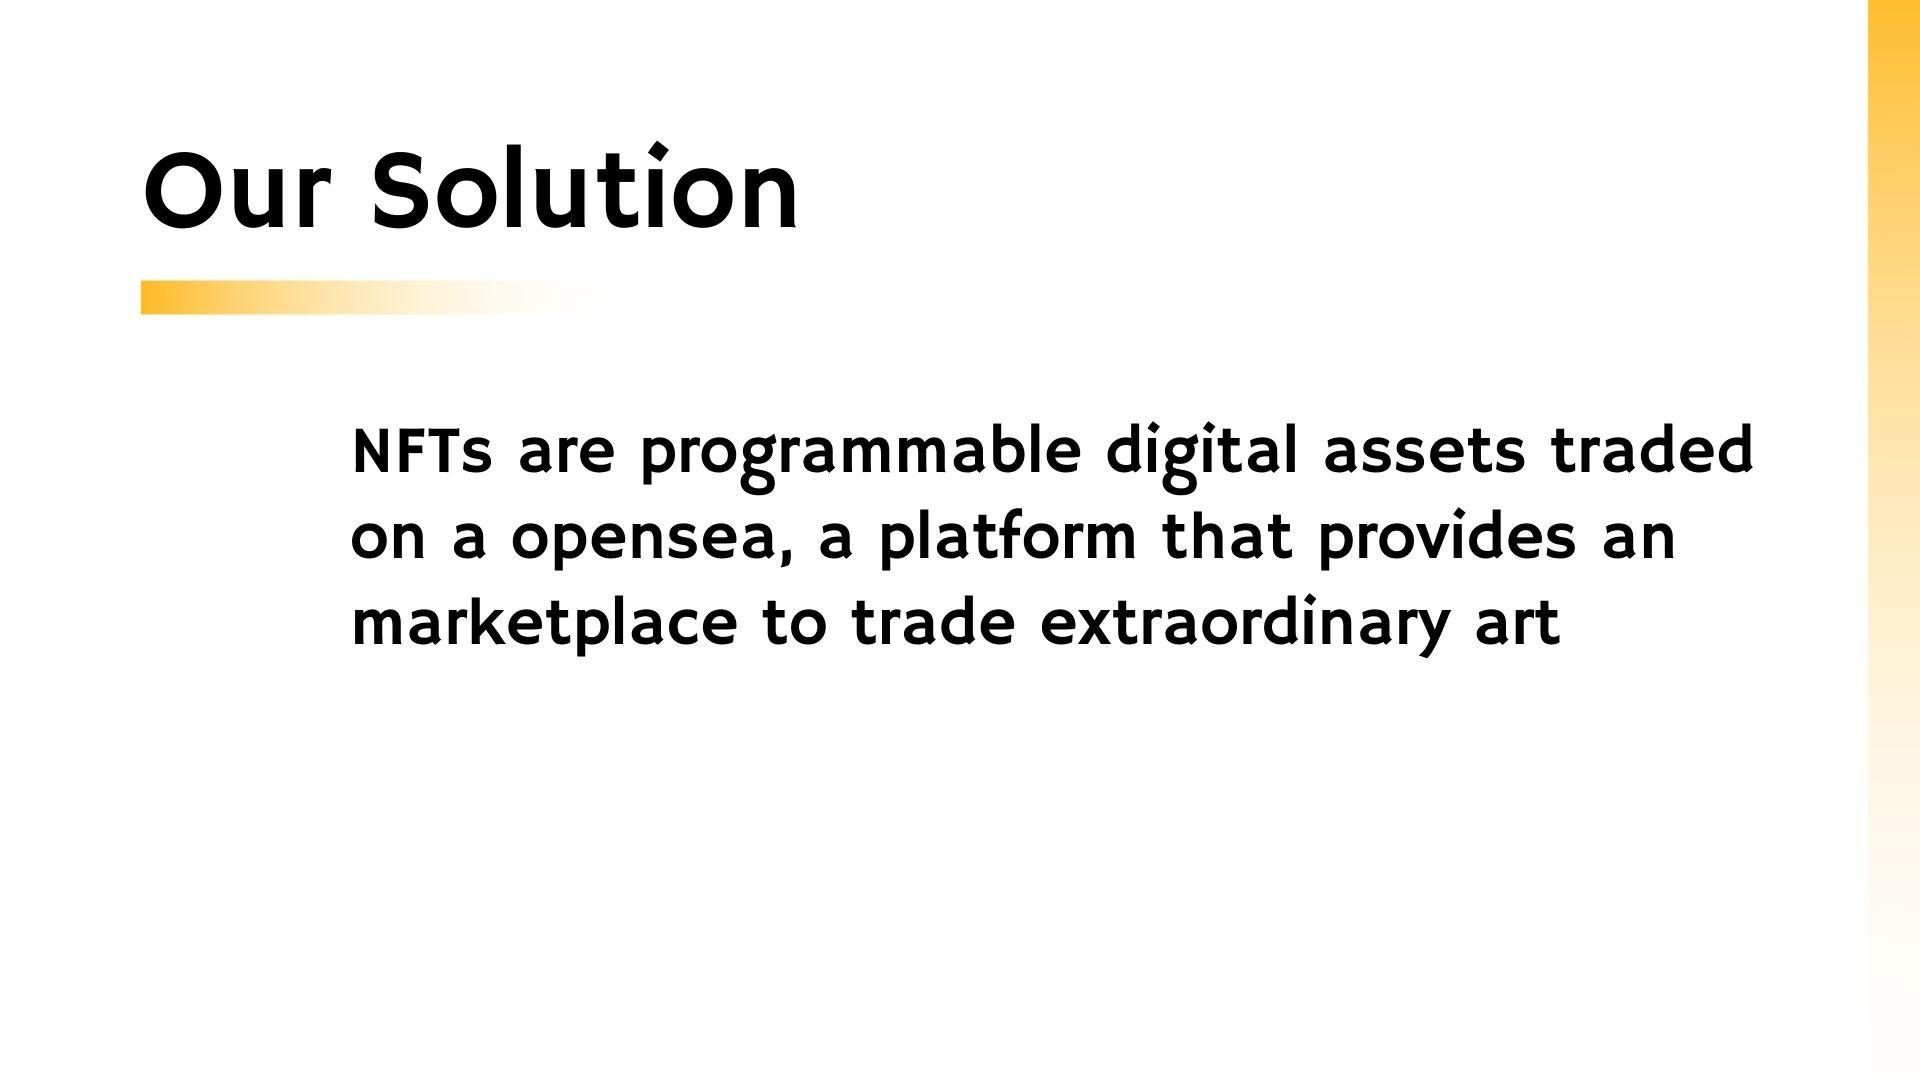 Our Solution
NFTs are programmable digital assets traded
on a opensea, a platform that provides an
marketplace to trade extraordinary art